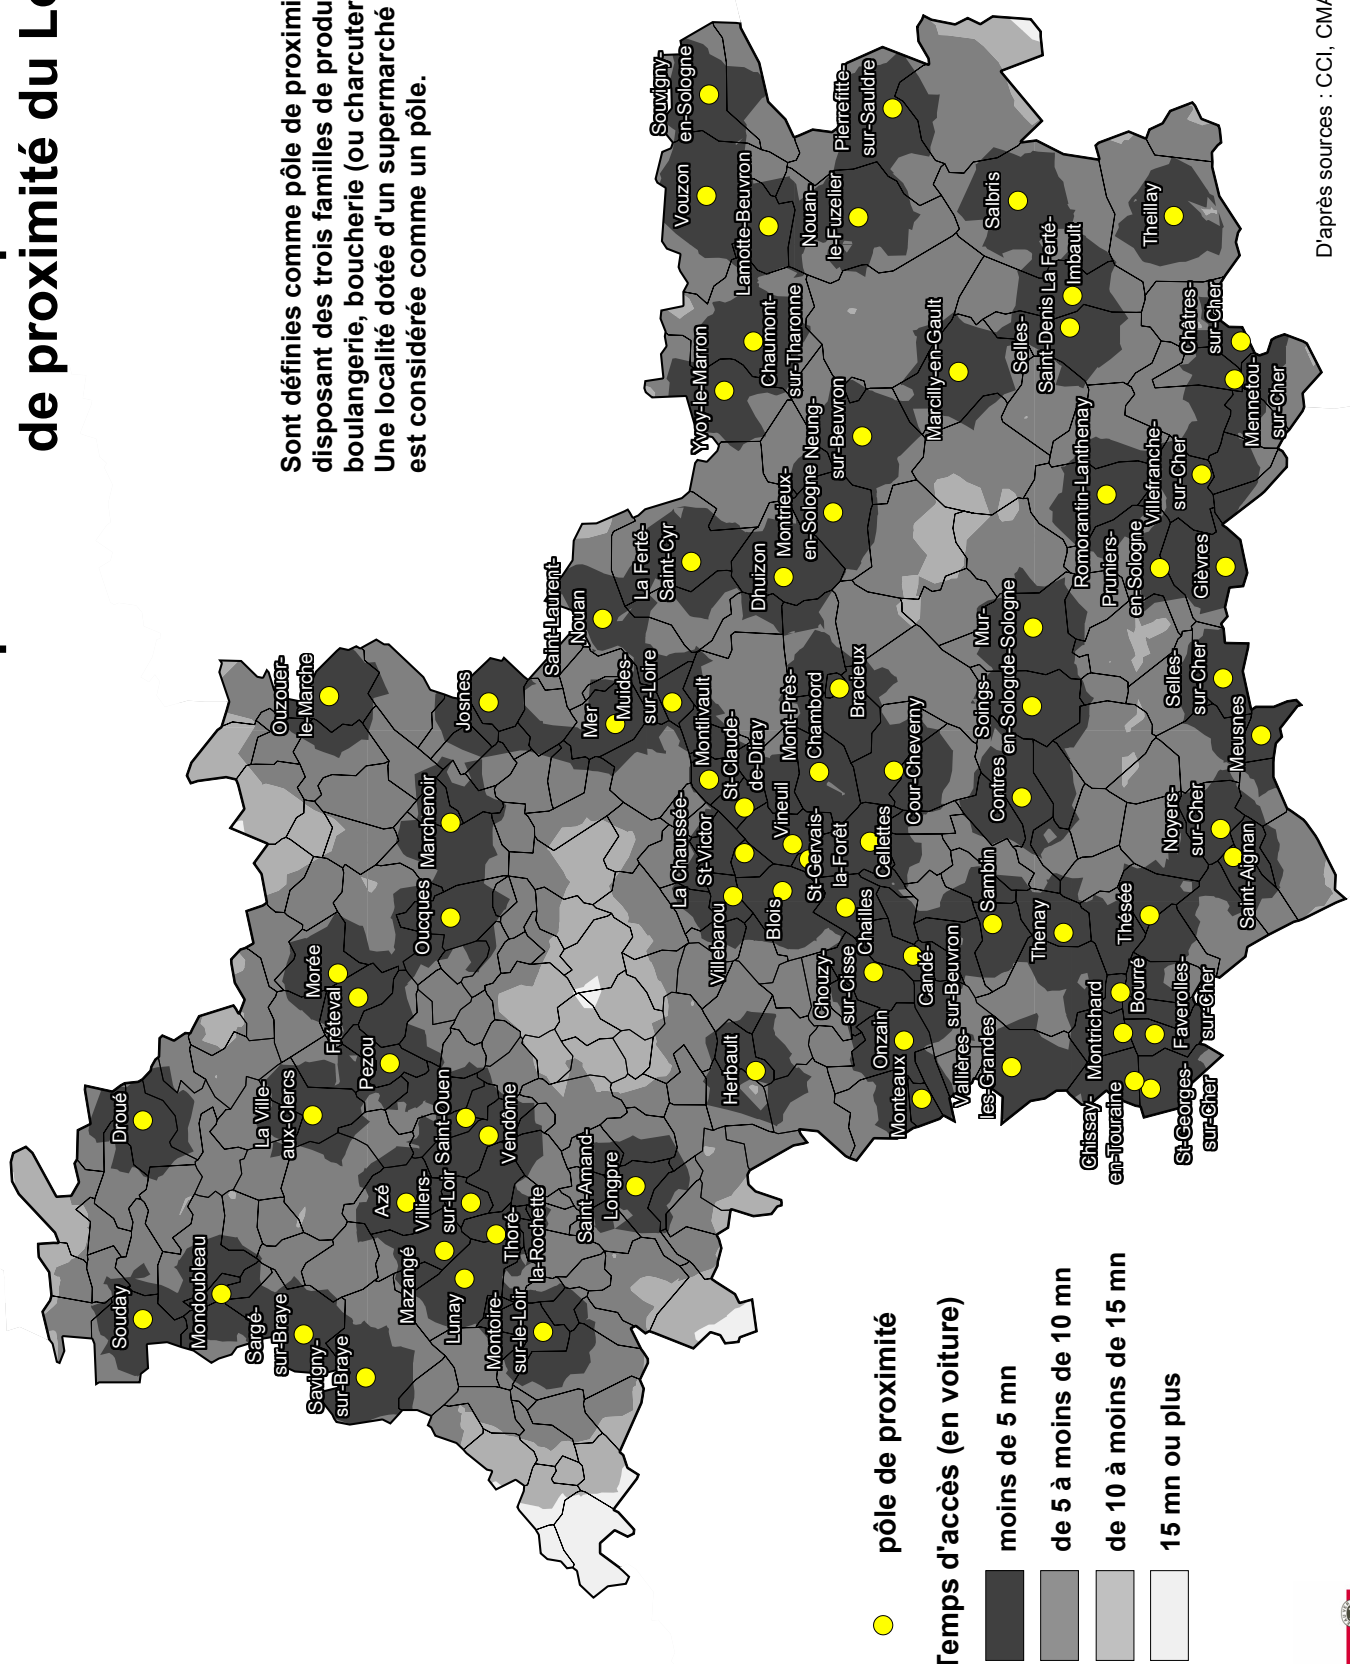 de proximité du L
Sont définies comme pôle de proximi
disposant des trois familles de produ
boulangerie, boucherie (ou charcuter
Une localité dotée d'un supermarché
est considérée comme un pôle.
Souday
Mondoubleau
Sargé-
sur-Braye
Savigny-
sur-Braye
Droué
La Ville-
aux-Clercs
Morée
Fréteval
Pezou
Ouzouer-
le-Marche
Oucques
Marchenoir
Josnes
Azé
Mazangé
Villiers-
sur-Loir
Saint-Ouen
Vendôme
Lunay
Thoré-
la-Rochette
Montoire-
sur-le-Loir
Saint-Amand-
Longpre
Saint-Laurent-
Nouan
Mer
Muides-
sur-Loire
La Ferté-
Saint-Cyr
Herbault
Villebarou
La Chaussée-
St-Victor
Montlivault
St-Claude-
de-Diray
Blois
Vineuil
St-Gervais-
la-Forêt
Mont-Près-
Chambord
Bracieux
Dhuizon
Montrieux-
en-Sologne
Neung-
sur-Beuvron
Yvoy-le-Marron
Chaumont-
sur-Tharonne
Lamotte-Beuvron
Vouzon
Souvigny-
en-Sologne
Nouan-
le-Fuzelier
Pierrefitte-
sur-Sauldre
Chouzy-
sur-Cisse
Chailles
Cellettes
Cour-Cheverny
Onzain
Monteaux
Candé-
sur-Beuvron
Marcilly-en-Gault
Vallières-
les-Grandes
Sambin
Contres
Soings-
en-Sologne
Mur-
de-Sologne
Selles-
Saint-Denis
La Ferté-
Imbault
Salbris
Thenay
Montrichard
Chissay-
en-Touraine
Bourré
Thésée
Faverolles-
sur-Cher
St-Georges-
sur-Cher
Noyers-
sur-Cher
Saint-Aignan
Meusnes
Selles-
sur-Cher
Romorantin-Lanthenay
Pruniers-
en-Sologne
Gièvres
Villefranche-
sur-Cher
Mennetou-
sur-Cher
Châtres-
sur-Cher
Theillay
pôle de proximité
Temps d'accès (en voiture)
moins de 5 mn
de 5 à moins de 10 mn
de 10 à moins de 15 mn
15 mn ou plus
D'après sources : CCI, CMA